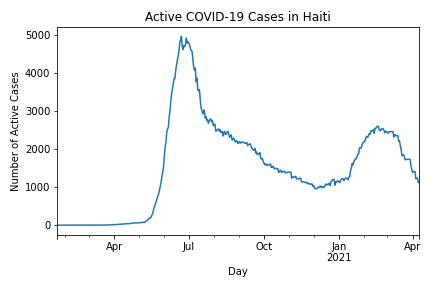 Active COVID-19 Cases in Haiti
5000
4000
3000
2000
1000
0
Number of Active Cases
Apr Jul Oct Jan Apr
2021
Day